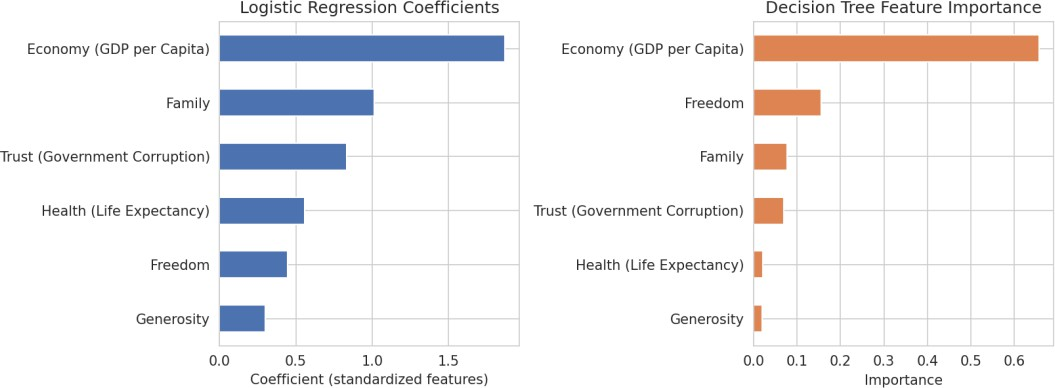 Logistic Regression Coefficients
Economy (GDP per Capita)
Family
Trust (Government Corruption)
Health (Life Expectancy)
Freedom
Generosity
0.0 0.5 1.0 1.5
Coefficient (standardized features)
Decision Tree Feature Importance
Economy (GDP per Capita)
Freedom
Family
Trust (Government Corruption)
Health (Life Expectancy)
Generosity
0.0 0.1 0.2 0.3 0.4 0.5 0.6
Importance